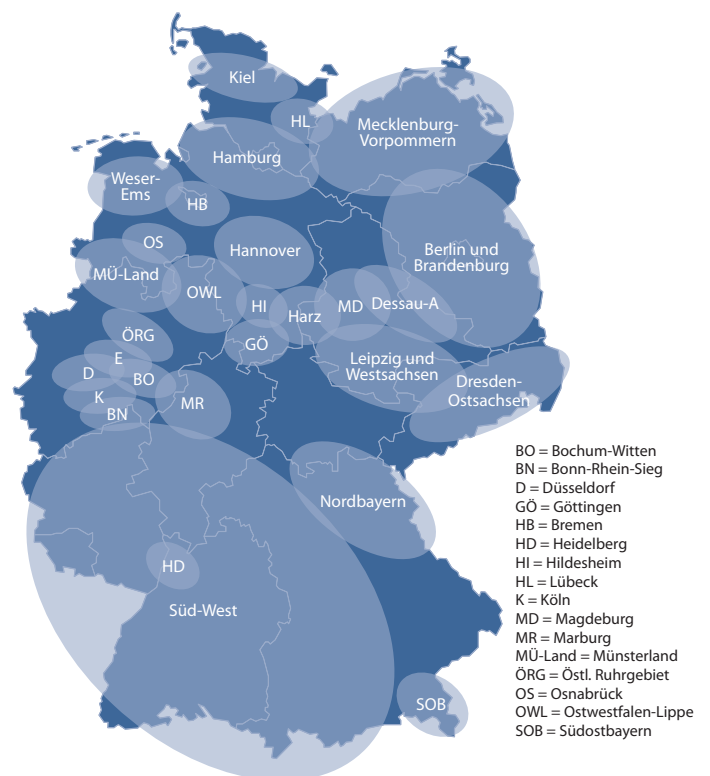 Kiel
HL
Mecklenburg-
Vorpommern
Hamburg
Weser-
Ems
HB
OS
Hannover
Berlin und
Brandenburg
MÜ-Land
OWL
HI
Harz
MD
Dessau-A
ÖRG
GÖ
E
D
BO
K
BN
MR
Leipzig und
Westsachsen
Dresden-
Ostsachsen
Nordbayern
HD
Süd-West
SOB
BO = Bochum-Witten
BN = Bonn-Rhein-Sieg
D = Düsseldorf
GÖ = Göttingen
HB = Bremen
HD = Heidelberg
HI = Hildesheim
HL = Lübeck
K = Köln
MD = Magdeburg
MR = Marburg
MÜ-Land = Münsterland
ÖRG = Östl. Ruhrgebiet
OS = Osnabrück
OWL = Ostwestfalen-Lippe
SOB = Südostbayern